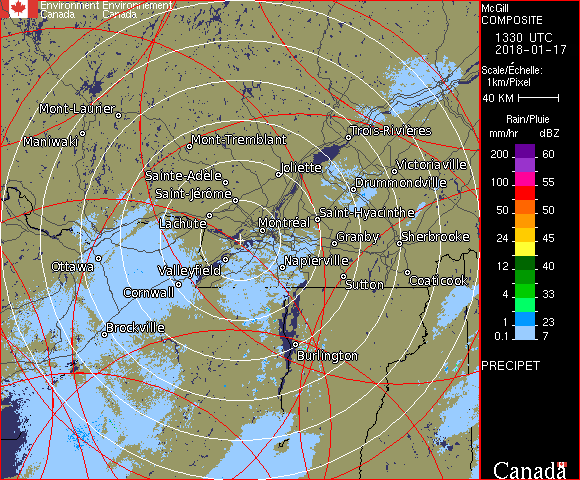 Environment Environnement
Canada Canada
McGill
COMPOSITE
1330 UTC
2018-01-17
Scale/Échelle:
1km/Pixel
40 KM
Rain/Pluie
mm/hr dBZ
200 60
100 55
50 50
24 45
12 40
4 33
1 23
0.1 7
PRECIPET
Canada
Mont-Laurier
Maniwaki
Mont-Tremblant
Trois-Rivières
Joliette
Victoriaville
Sainte-Adèle
Drummondville
Saint-Jérôme
Saint-Hyacinthe
Lachute
Montréal
Granby
Sherbrooke
Ottawa
Valleyfield
Napierville
Sutton
Coaticook
Cornwall
Brockville
Burlington